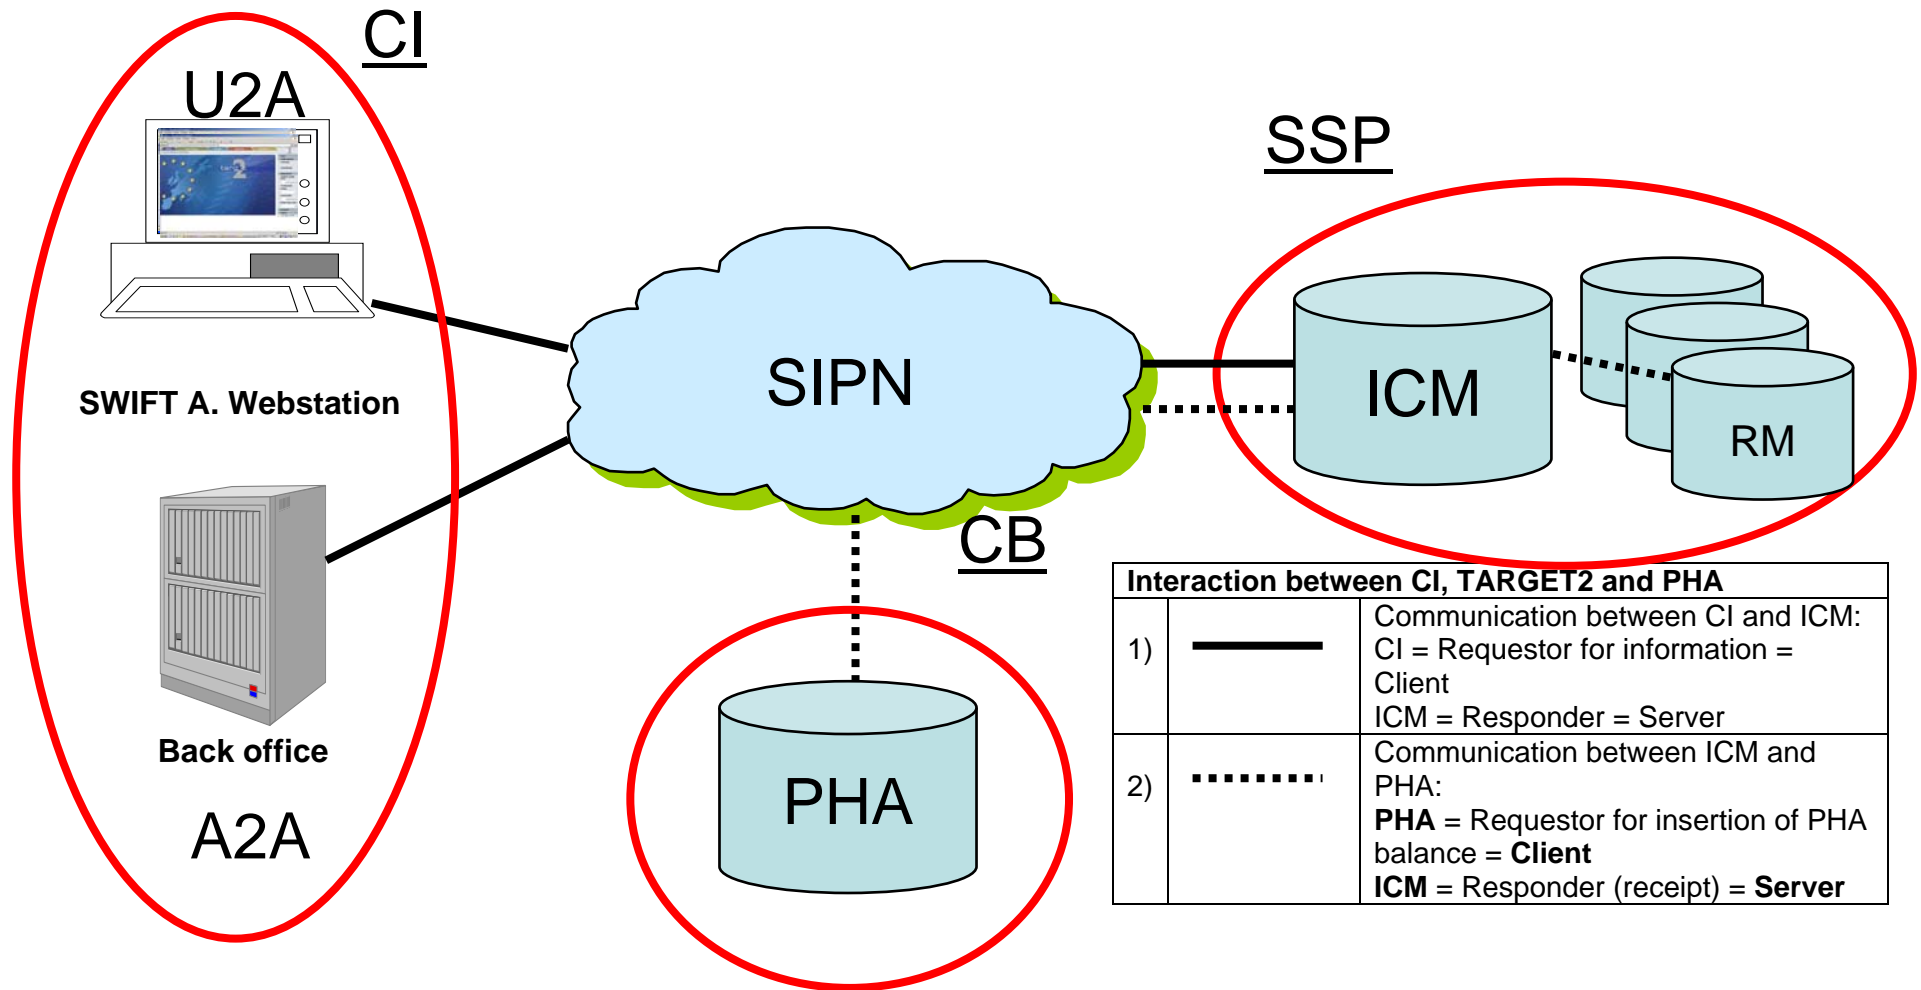 CI
U2A
SWIFT A. Webstation
Back office
A2A
SIPN
SSP
ICM
RM
CB
PHA
Interaction between CI, TARGET2 and PHA
1)
Communication between CI and ICM:
CI = Requestor for information =
Client
ICM = Responder = Server
2)
Communication between ICM and
PHA:
PHA = Requestor for insertion of PHA
balance = Client
ICM = Responder (receipt) = Server